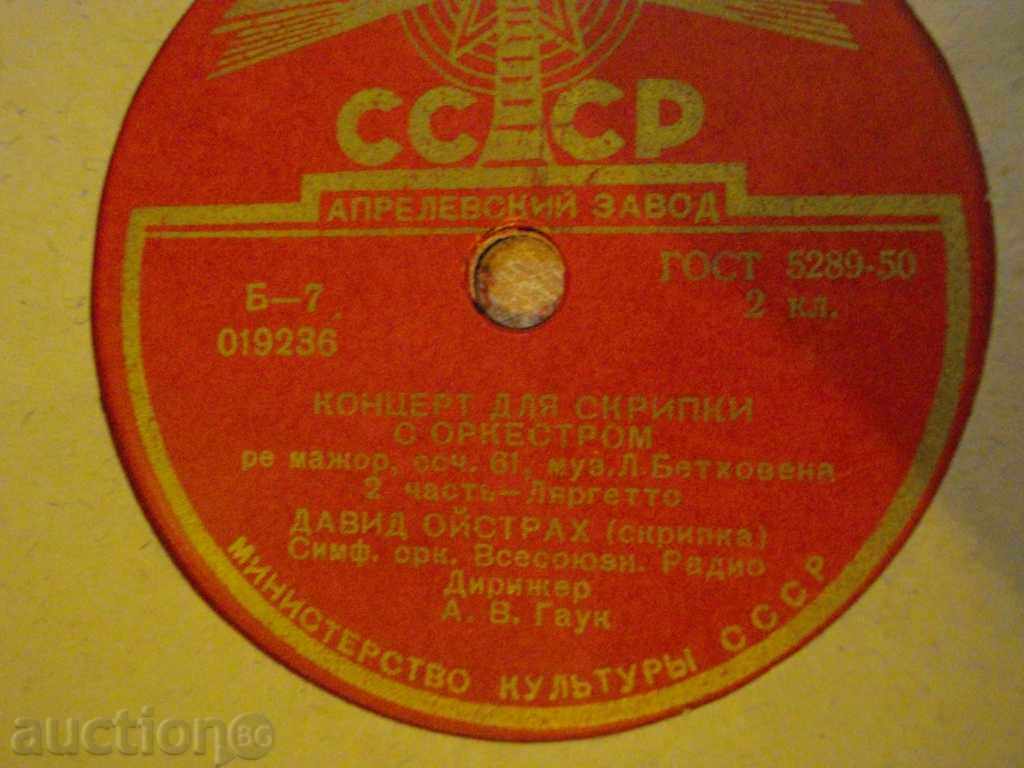 СССР
АПРЕЛЕВСКИЙ ЗАВОД
Б—7
019236
ГОСТ 5289-50
2 кл.
КОНЦЕРТ ДЛЯ СКРИПКИ
С ОРКЕСТРОМ
ре мажор, соч. 61, муз. Л. Бетховена
2 часть—Ляргетто
ДАВИД ОЙСТРАХ (скрипка)
Симф. орк. Всесоюзн. Радио
Дирижер
А. В. Гаук
МИНИСТЕРСТВО КУЛЬТУРЫ СССР
auction BG